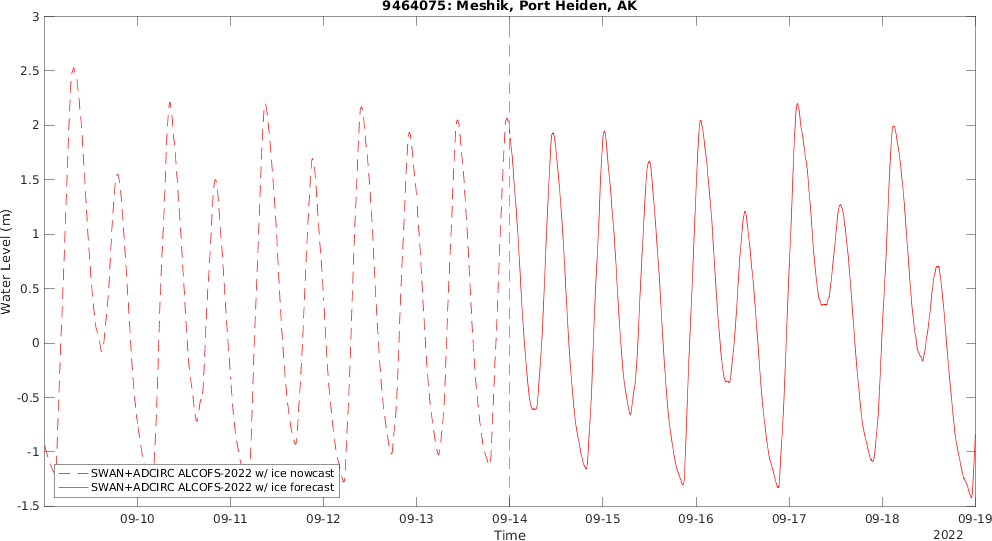 9464075: Meshik, Port Heiden, AK
3
2.5
2
1.5
1
0.5
0
-0.5
-1
-1.5
Water Level (m)
SWAN+ADCIRC ALCOFS-2022 w/ ice nowcast
SWAN+ADCIRC ALCOFS-2022 w/ ice forecast
09-10 09-11 09-12 09-13 09-14 09-15 09-16 09-17 09-18 09-19
Time
2022